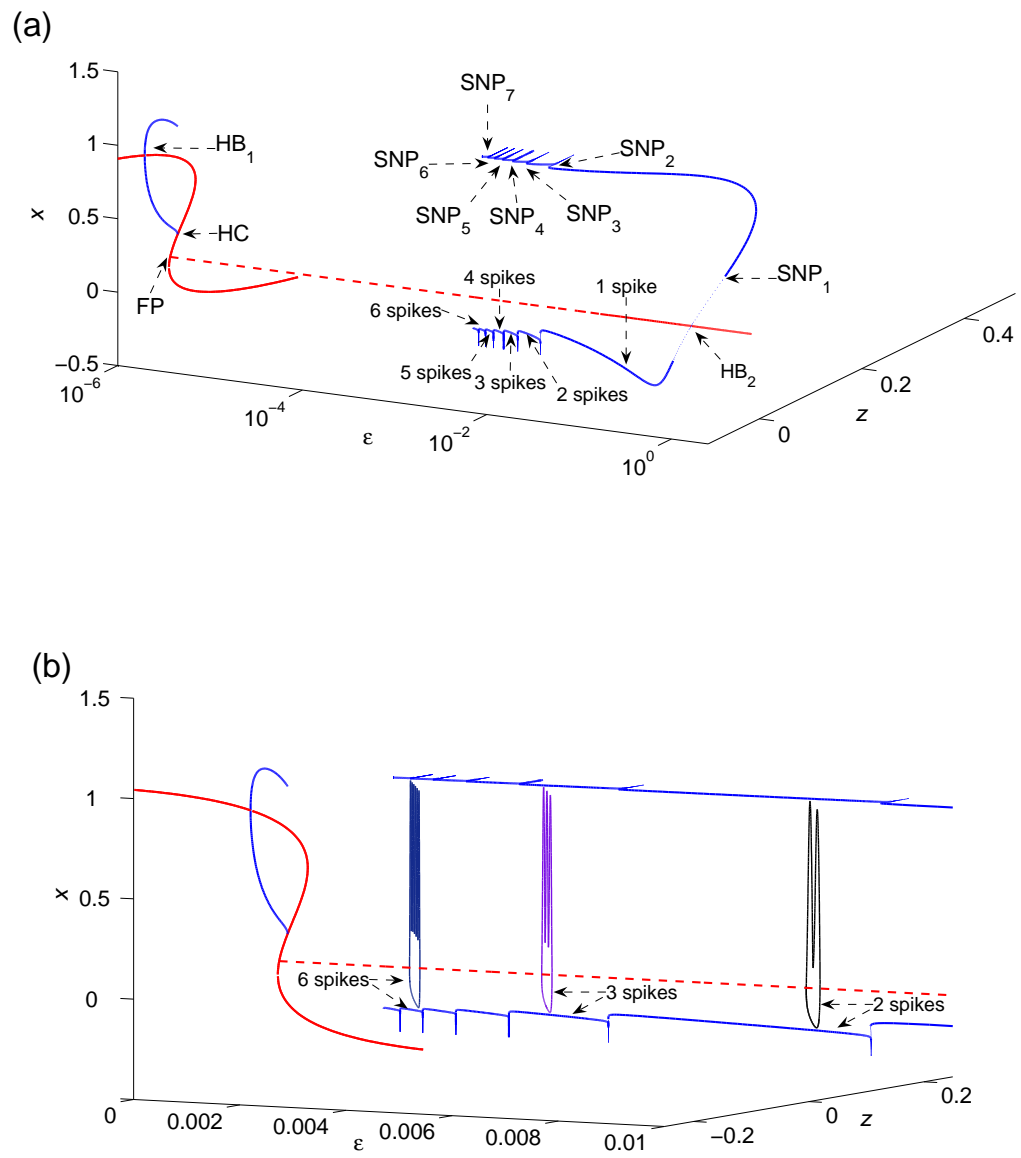 (a)
1.5
1
0.5
0
−0.5
x
SNP7
SNP6
SNP5
SNP4
SNP3
SNP2
SNP1
HB1
HC
FP
4 spikes
6 spikes
1 spike
5 spikes
3 spikes
2 spikes
HB2
10−6
10−4
10−2
100
ε
0
0.2
0.4
z
(b)
1.5
1
0.5
0
x
6 spikes
3 spikes
2 spikes
0
0.002
0.004
0.006
0.008
0.01
ε
−0.2
0
0.2
z